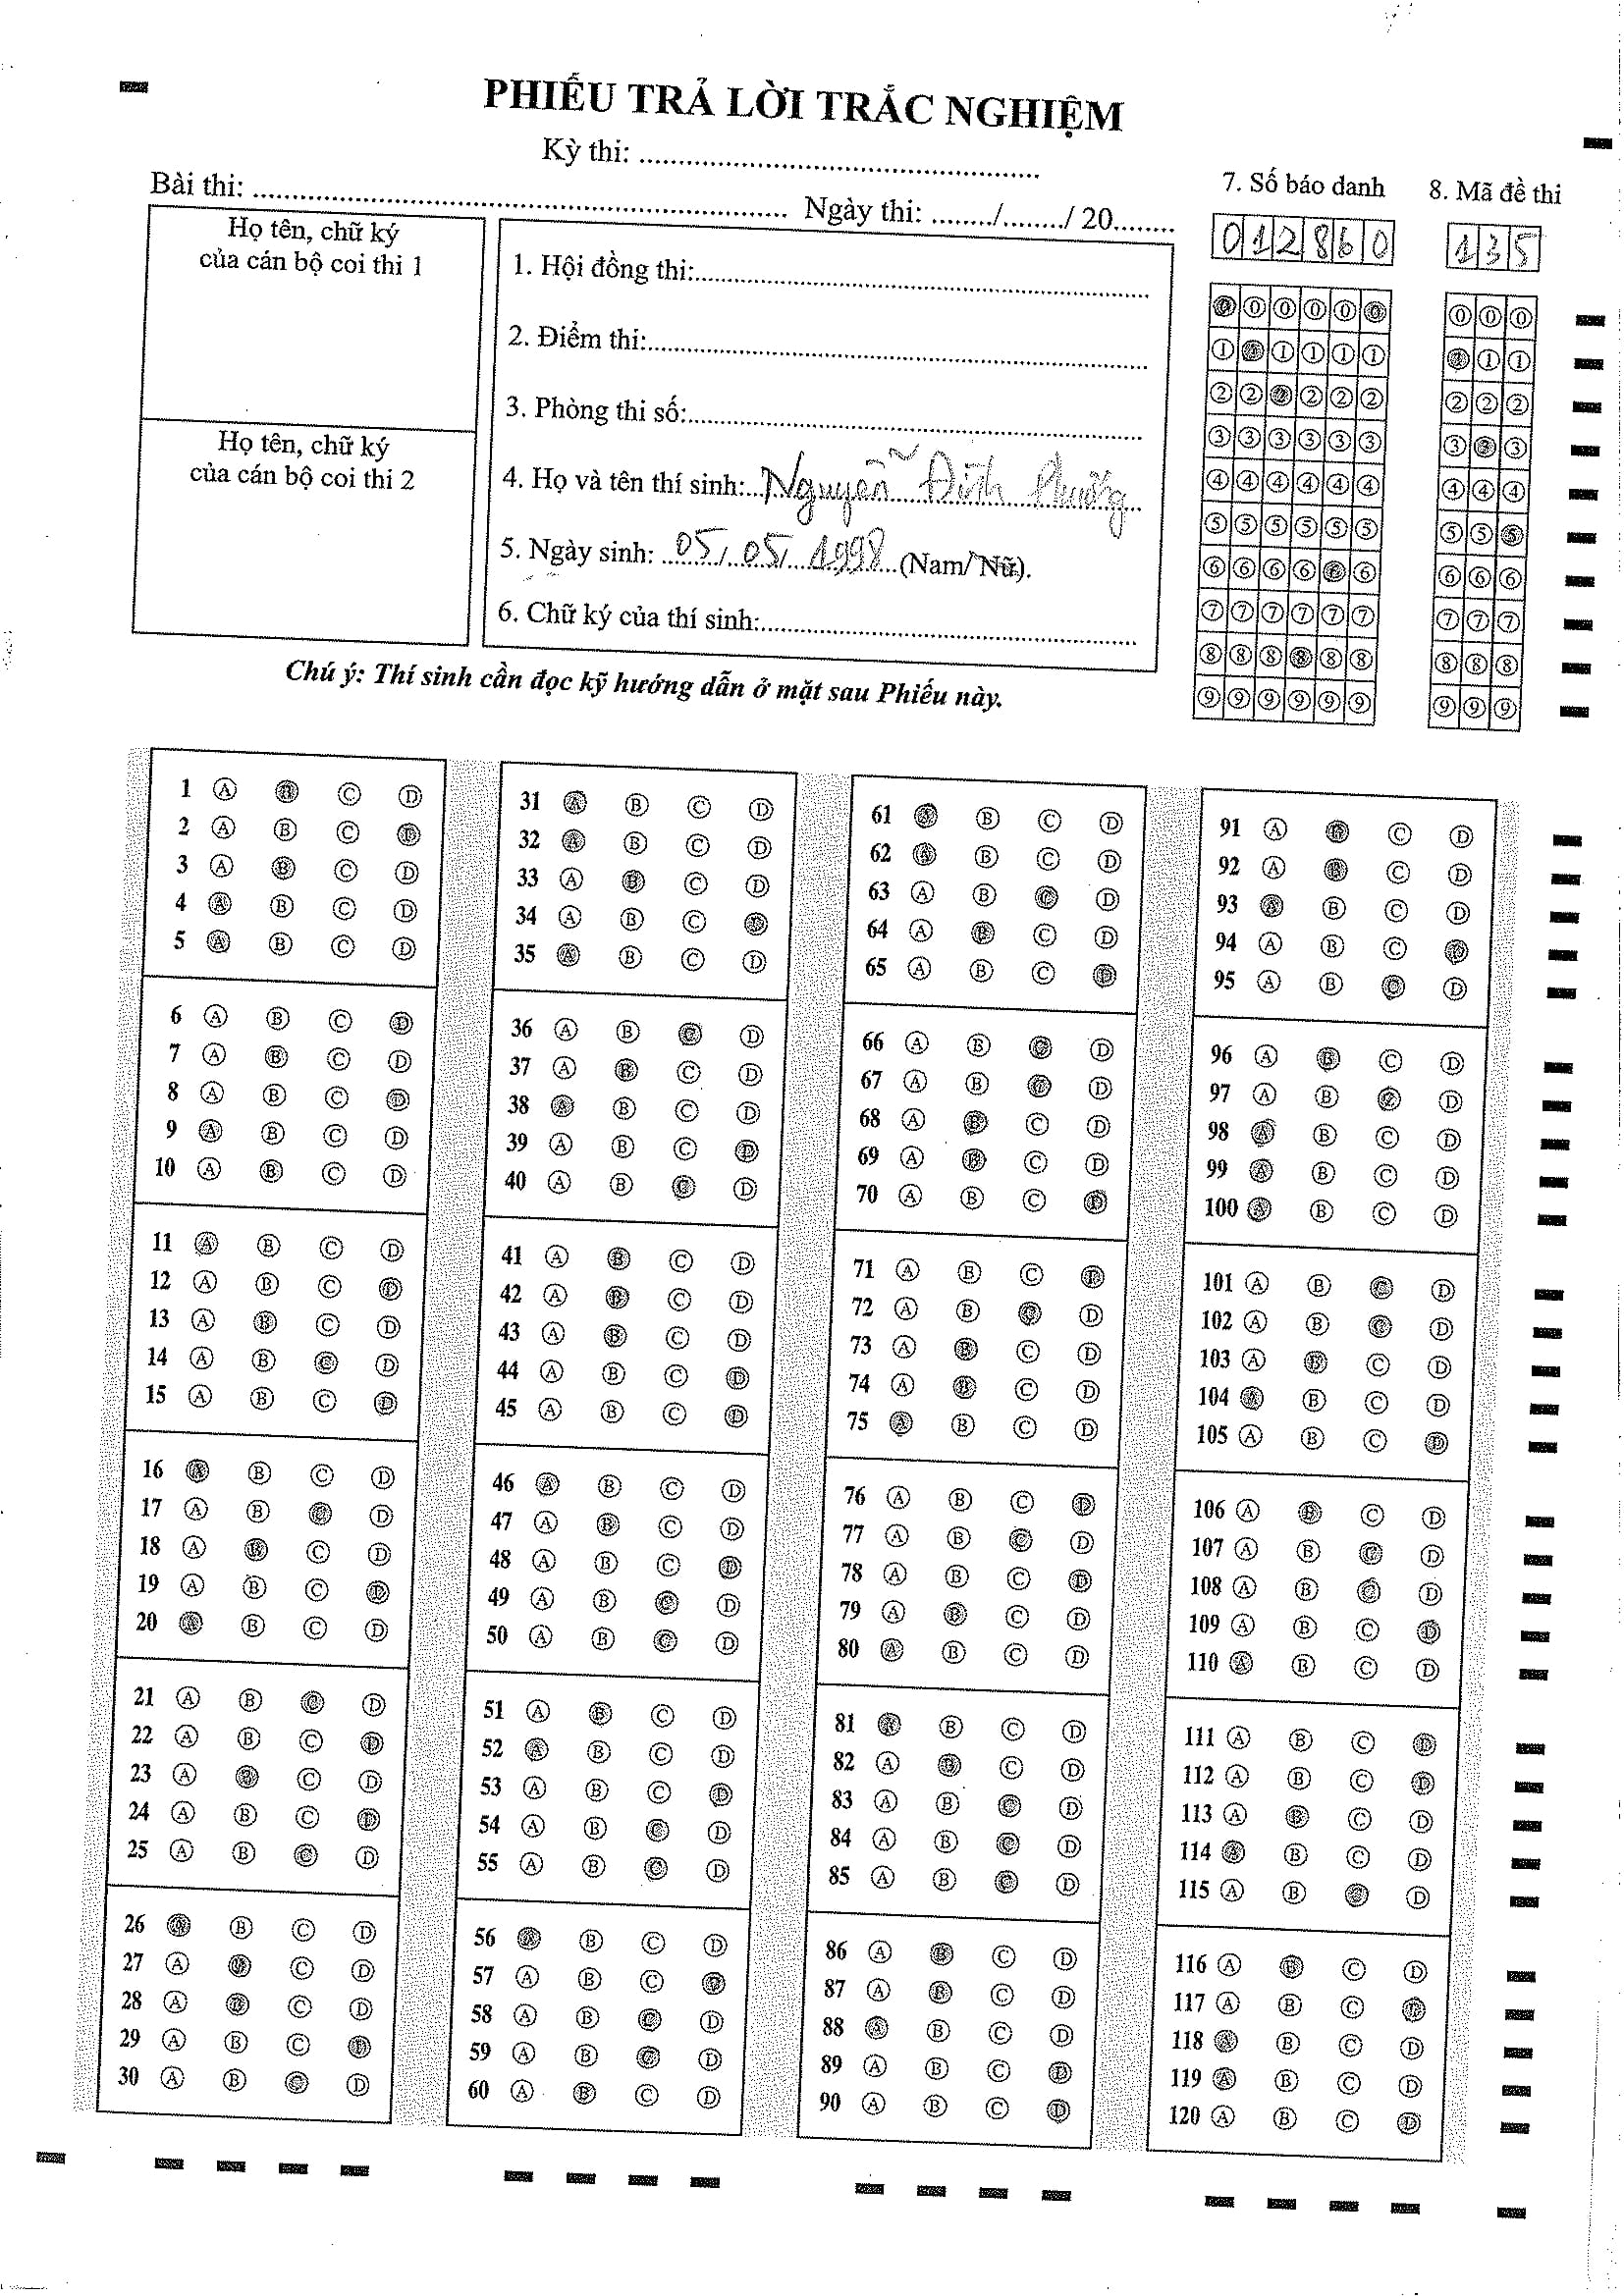 PHIẾU TRẢ LỜI TRẮC NGHIỆM
Kỳ thi: ..................................................
Bài thi: .................................................................... Ngày thi: ......../......../ 20........
7. Số báo danh
8. Mã đề thi
012860
135
Họ tên, chữ ký
của cán bộ coi thi 1
Họ tên, chữ ký
của cán bộ coi thi 2
1. Hội đồng thi:..........................................................
2. Điểm thi:..........................................................
3. Phòng thi số:..........................................................
4. Họ và tên thí sinh: Nguyễn Đình Phương
5. Ngày sinh: 05/05/1998 (Nam/ Nữ).
6. Chữ ký của thí sinh:..........................................................
0 0 0 0 0 0 0 0 0
1 1 1 1 1 1 1 1 1
2 2 2 2 2 2 2 2 2
3 3 3 3 3 3 3 3 3
4 4 4 4 4 4 4 4 4
5 5 5 5 5 5 5 5 5
6 6 6 6 6 6 6 6 6
7 7 7 7 7 7 7 7 7
8 8 8 8 8 8 8 8 8
9 9 9 9 9 9 9 9 9
Chú ý: Thí sinh cần đọc kỹ hướng dẫn ở mặt sau Phiếu này.
1 A B C D
2 A B C D
3 A B C D
4 A B C D
5 A B C D
6 A B C D
7 A B C D
8 A B C D
9 A B C D
10 A B C D
11 A B C D
12 A B C D
13 A B C D
14 A B C D
15 A B C D
16 A B C D
17 A B C D
18 A B C D
19 A B C D
20 A B C D
21 A B C D
22 A B C D
23 A B C D
24 A B C D
25 A B C D
26 A B C D
27 A B C D
28 A B C D
29 A B C D
30 A B C D
31 A B C D
32 A B C D
33 A B C D
34 A B C D
35 A B C D
36 A B C D
37 A B C D
38 A B C D
39 A B C D
40 A B C D
41 A B C D
42 A B C D
43 A B C D
44 A B C D
45 A B C D
46 A B C D
47 A B C D
48 A B C D
49 A B C D
50 A B C D
51 A B C D
52 A B C D
53 A B C D
54 A B C D
55 A B C D
56 A B C D
57 A B C D
58 A B C D
59 A B C D
60 A B C D
61 A B C D
62 A B C D
63 A B C D
64 A B C D
65 A B C D
66 A B C D
67 A B C D
68 A B C D
69 A B C D
70 A B C D
71 A B C D
72 A B C D
73 A B C D
74 A B C D
75 A B C D
76 A B C D
77 A B C D
78 A B C D
79 A B C D
80 A B C D
81 A B C D
82 A B C D
83 A B C D
84 A B C D
85 A B C D
86 A B C D
87 A B C D
88 A B C D
89 A B C D
90 A B C D
91 A B C D
92 A B C D
93 A B C D
94 A B C D
95 A B C D
96 A B C D
97 A B C D
98 A B C D
99 A B C D
100 A B C D
101 A B C D
102 A B C D
103 A B C D
104 A B C D
105 A B C D
106 A B C D
107 A B C D
108 A B C D
109 A B C D
110 A B C D
111 A B C D
112 A B C D
113 A B C D
114 A B C D
115 A B C D
116 A B C D
117 A B C D
118 A B C D
119 A B C D
120 A B C D